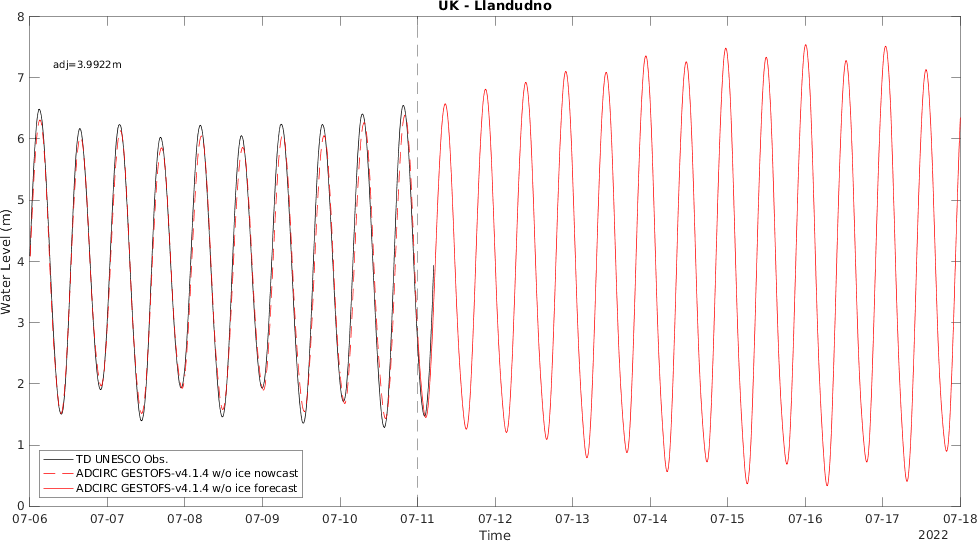 UK - Llandudno
8
7
6
5
4
3
2
1
0
Water Level (m)
adj=3.9922m
TD UNESCO Obs.
ADCIRC GESTOFS-v4.1.4 w/o ice nowcast
ADCIRC GESTOFS-v4.1.4 w/o ice forecast
07-06 07-07 07-08 07-09 07-10 07-11 07-12 07-13 07-14 07-15 07-16 07-17 07-18
Time
2022